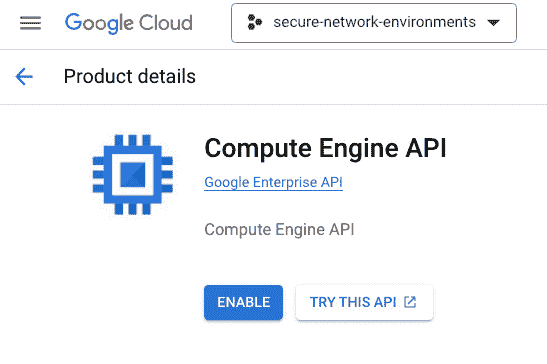 Google Cloud
secure-network-environments
Product details
Compute Engine API
Google Enterprise API
Compute Engine API
ENABLE
TRY THIS API